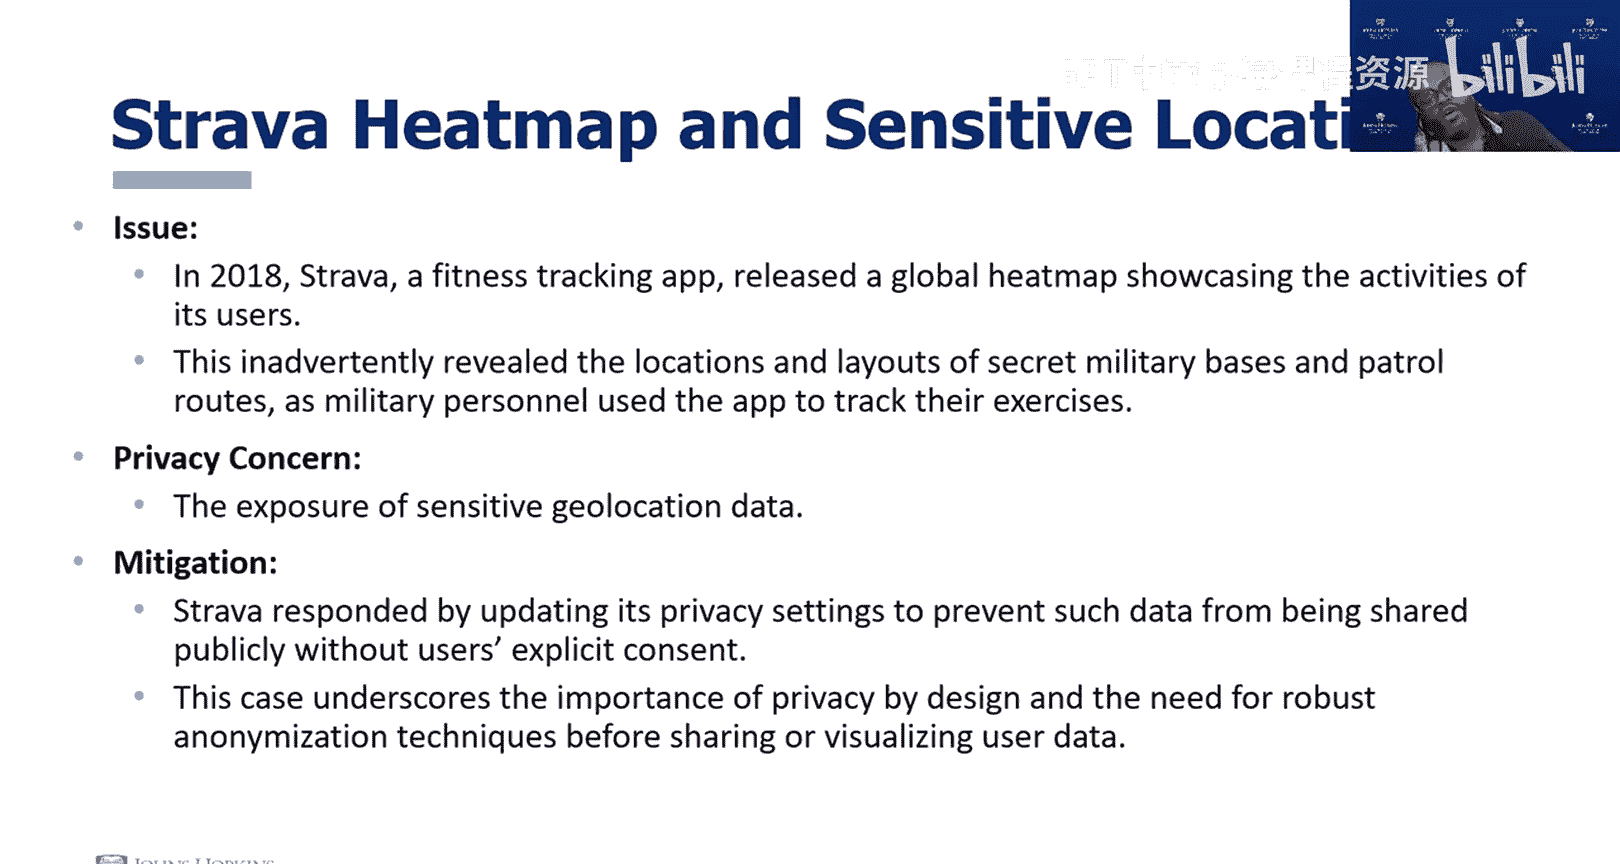 资源 bilibili
Strava Heatmap and Sensitive Locati
Issue:
In 2018, Strava, a fitness tracking app, released a global heatmap showcasing the activities of
its users.
This inadvertently revealed the locations and layouts of secret military bases and patrol
routes, as military personnel used the app to track their exercises.
Privacy Concern:
The exposure of sensitive geolocation data.
Mitigation:
Strava responded by updating its privacy settings to prevent such data from being shared
publicly without users’ explicit consent.
This case underscores the importance of privacy by design and the need for robust
anonymization techniques before sharing or visualizing user data.
JOHNS HOPKINS